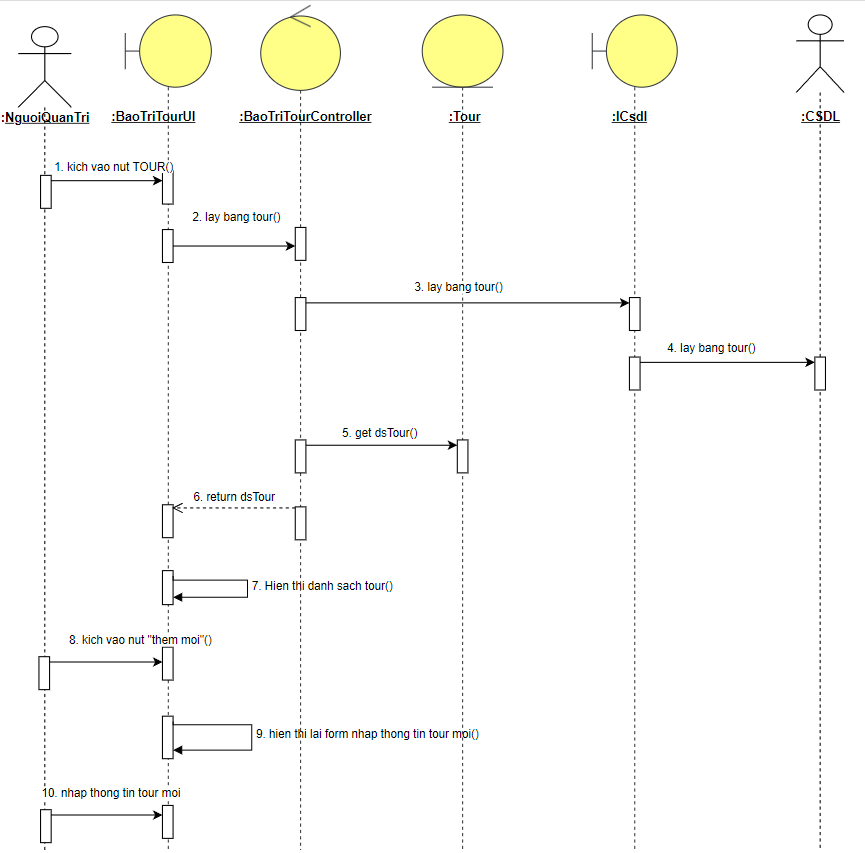 :NguoiQuanTri
:BaoTriTourUI
:BaoTriTourController
:Tour
:ICsdl
:CSDL
1. kich vao nut TOUR()
2. lay bang tour()
3. lay bang tour()
4. lay bang tour()
5. get dsTour()
6. return dsTour
7. Hien thi danh sach tour()
8. kich vao nut "them moi"()
9. hien thi lai form nhap thong tin tour moi()
10. nhap thong tin tour moi